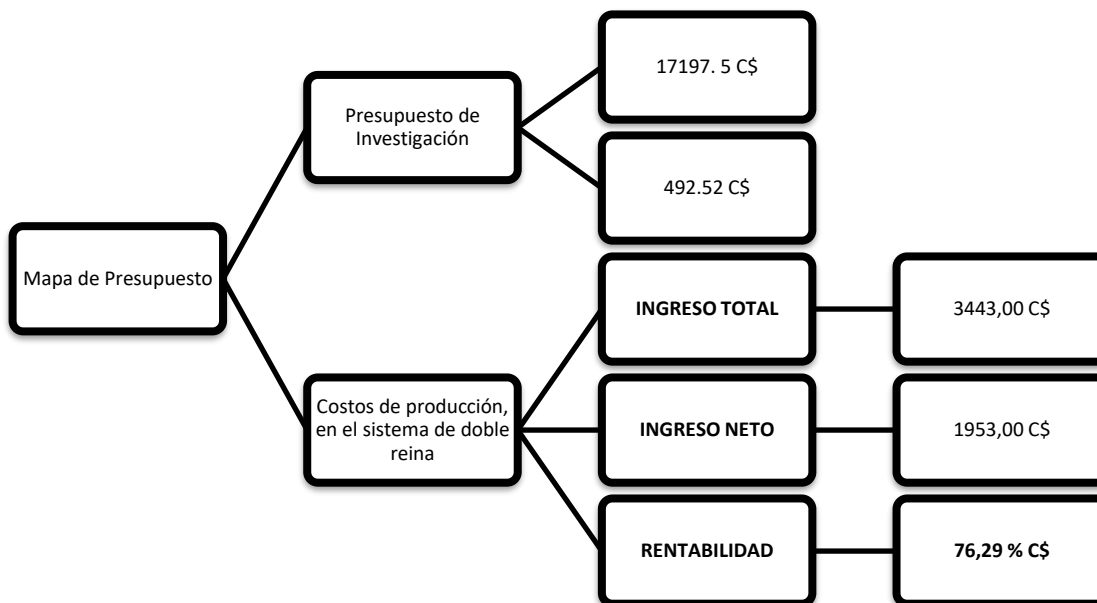 Mapa de Presupuesto
Presupuesto de
Investigación
17197. 5 C$
492.52 C$
Costos de producción,
en el sistema de doble
reina
INGRESO TOTAL
3443,00 C$
INGRESO NETO
1953,00 C$
RENTABILIDAD
76,29 % C$